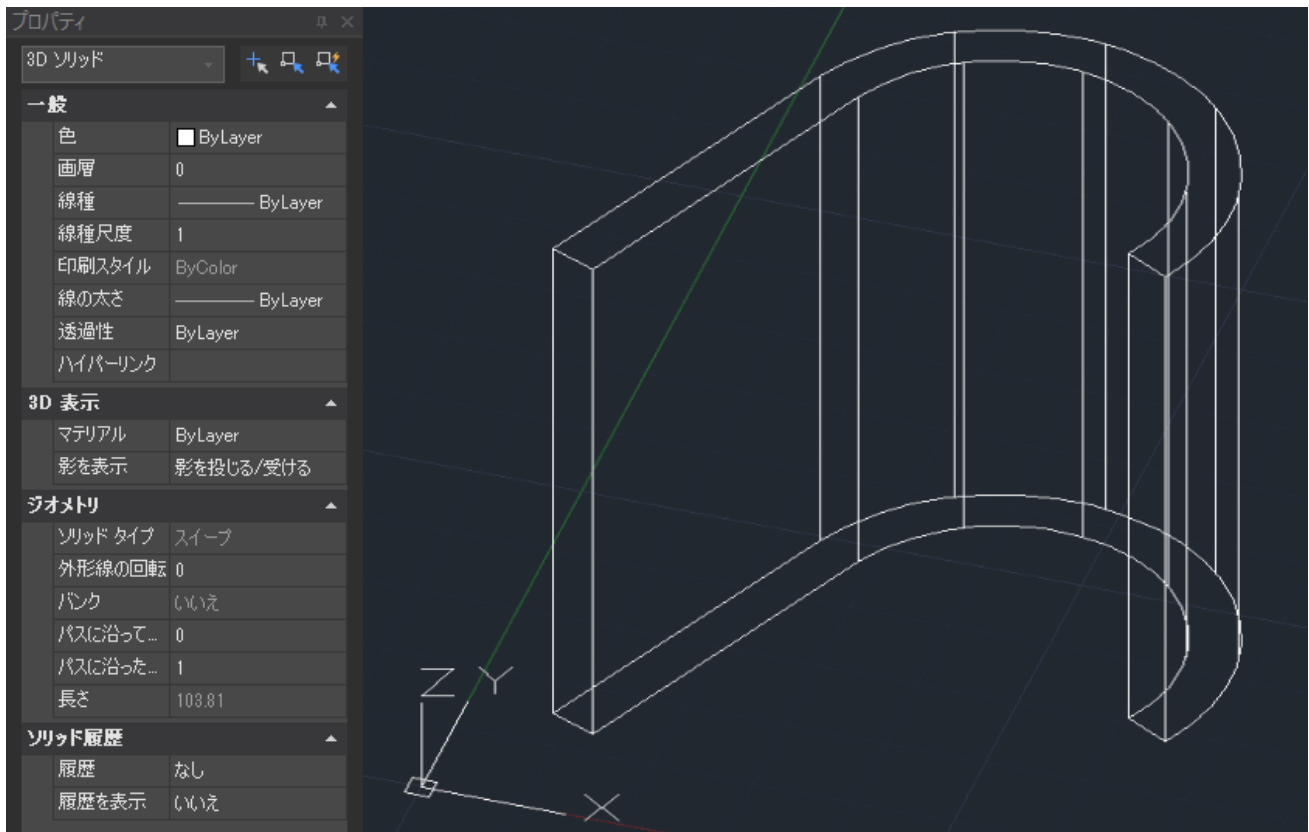 プロパティ
3D ソリッド
一般
色 ByLayer
画層 0
線種 ByLayer
線種尺度 1
印刷スタイル ByColor
線の太さ ByLayer
透過性 ByLayer
ハイパーリンク
3D 表示
マテリアル ByLayer
影を表示 影を投じる/受ける
ジオメトリ
ソリッド タイプ スイープ
外形線の回転 0
バンク いいえ
パスに沿って... 0
パスに沿った... 1
長さ 103.81
ソリッド履歴
履歴 なし
履歴を表示 いいえ
Z Y
X